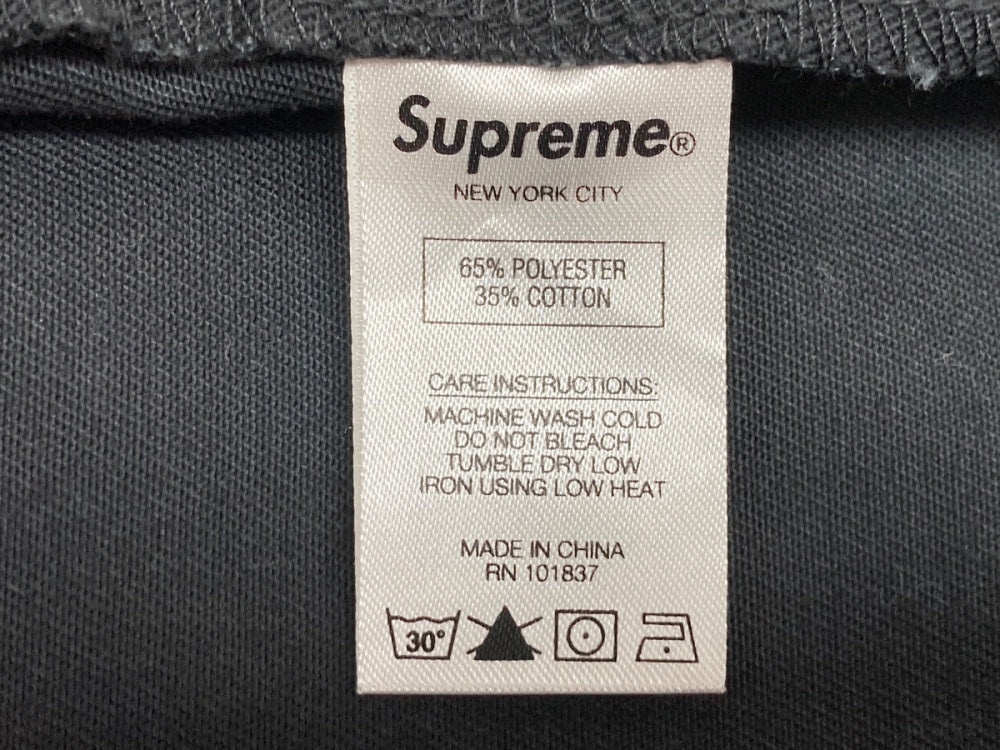 Supreme®
NEW YORK CITY
65% POLYESTER
35% COTTON
CARE INSTRUCTIONS:
MACHINE WASH COLD
DO NOT BLEACH
TUMBLE DRY LOW
IRON USING LOW HEAT
MADE IN CHINA
RN 101837
30°